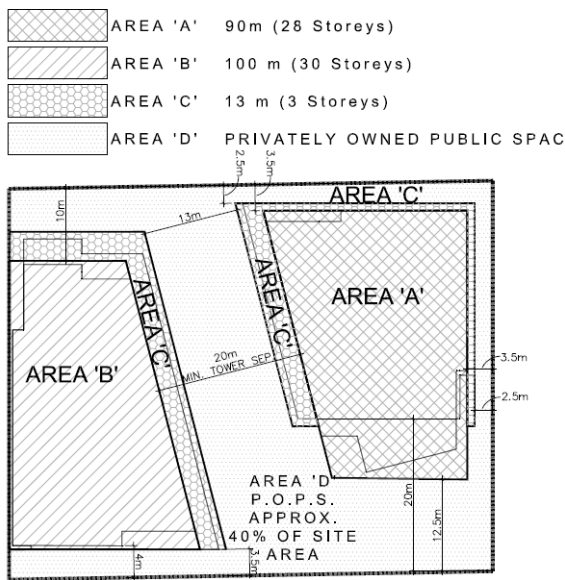 AREA 'A' 90m (28 Storeys)
AREA 'B' 100 m (30 Storeys)
AREA 'C' 13 m (3 Storeys)
AREA 'D' PRIVATELY OWNED PUBLIC SPAC
2.5m
3.5m
AREA 'C'
10m
13m
AREA 'C'
AREA 'C'
AREA 'A'
AREA 'B'
20m
MIN. TOWER SEP.
3.5m
2.5m
AREA 'D
P.O.P.S.
APPROX.
40% OF SITE
AREA
20m
12.5m
4m
3.5m